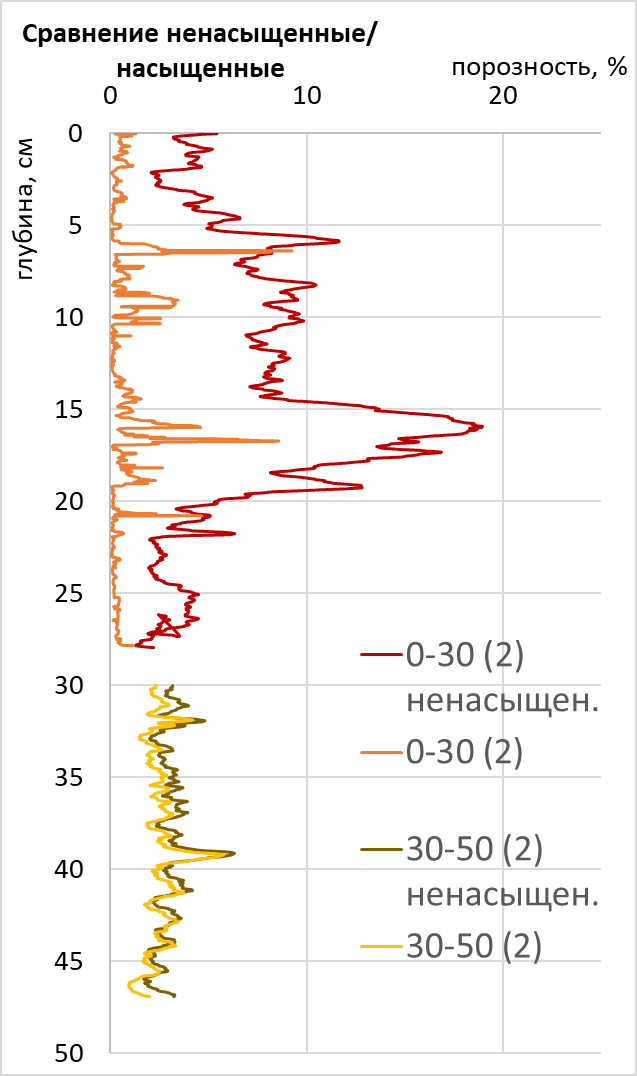 Сравнение ненасыщенные/
насыщенные
порозность, %
0 10 20
глубина, см
0
5
10
15
20
25
30
35
40
45
50
0-30 (2)
ненасыщен.
0-30 (2)
30-50 (2)
ненасыщен.
30-50 (2)